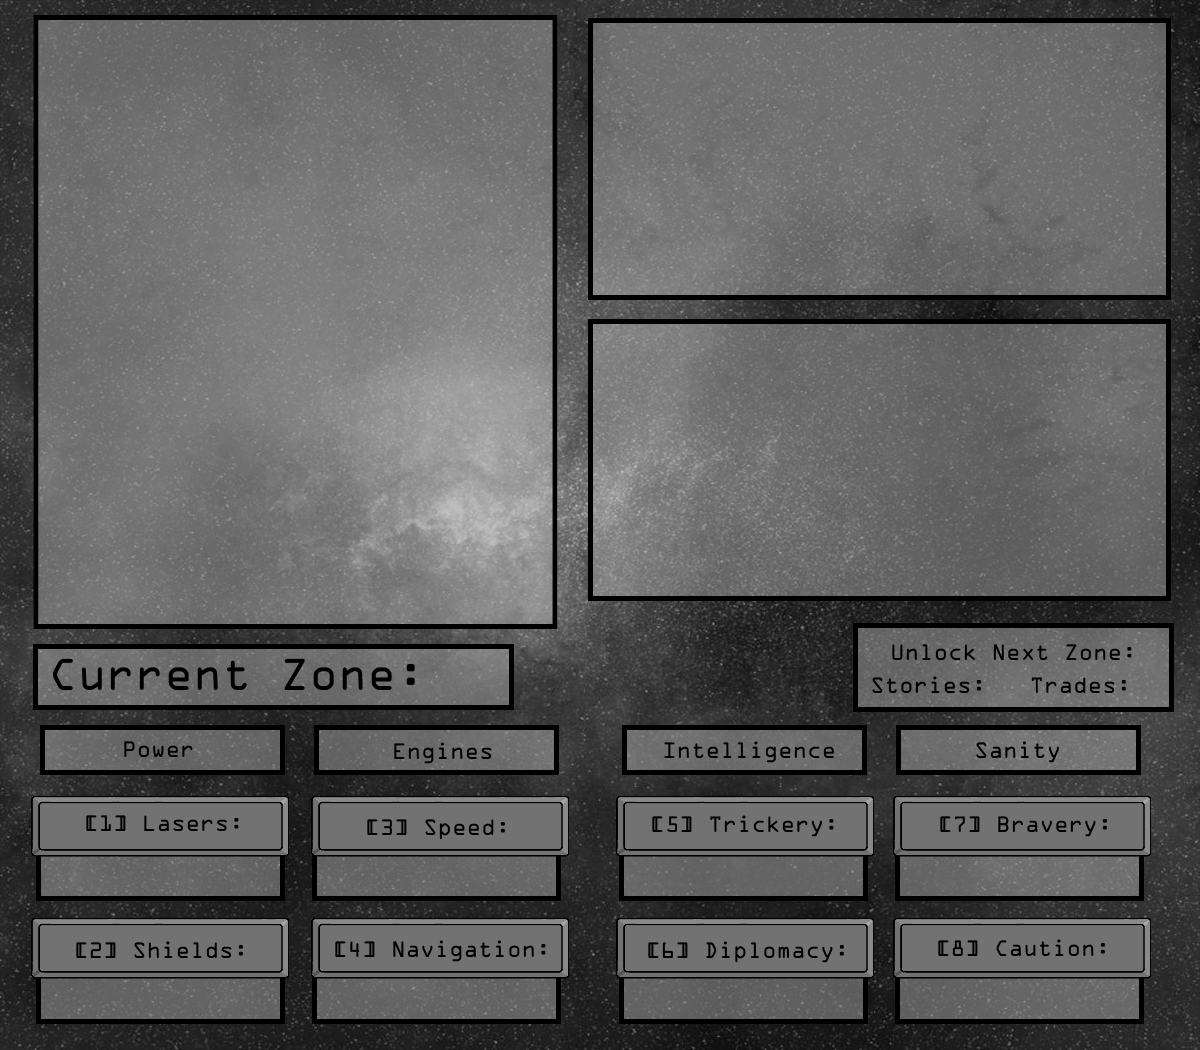 Current Zone:
Unlock Next Zone:
Stories: Trades:
Power
Engines
Intelligence
Sanity
[1] Lasers:
[3] Speed:
[5] Trickery:
[7] Bravery:
[2] Shields:
[4] Navigation:
[6] Diplomacy:
[8] Caution: